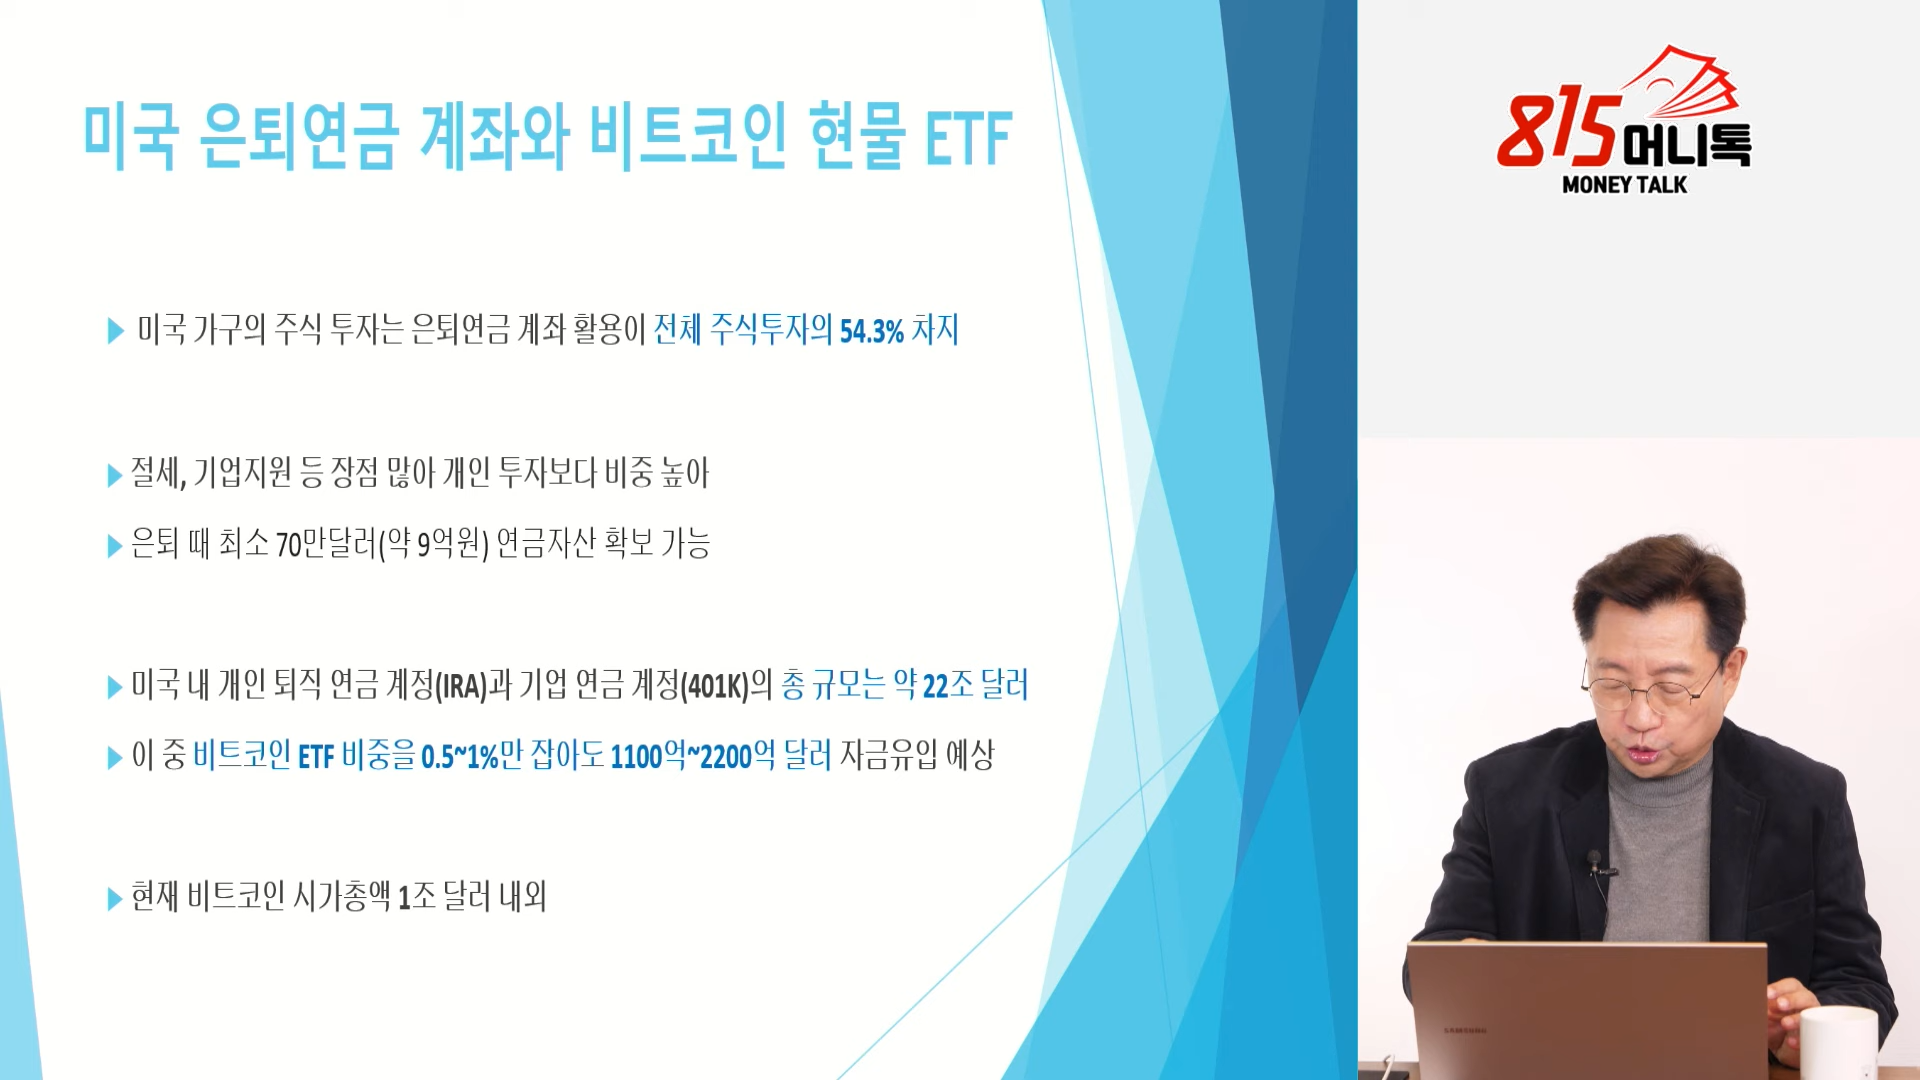 미국 은퇴연금 계좌와 비트코인 현물 ETF
미국 가구의 주식 투자는 은퇴연금 계좌 활용이 전체 주식투자의 54.3% 차지
절세, 기업지원 등 장점 많아 개인 투자보다 비중 높아
은퇴 때 최소 70만달러(약 9억원) 연금자산 확보 가능
미국 내 개인 퇴직 연금 계정(IRA)과 기업 연금 계정(401K)의 총 규모는 약 22조 달러
이 중 비트코인 ETF 비중을 0.5~1%만 잡아도 1100억~2200억 달러 자금유입 예상
현재 비트코인 시가총액 1조 달러 내외
815머니톡
MONEY TALK
SAMSUNG